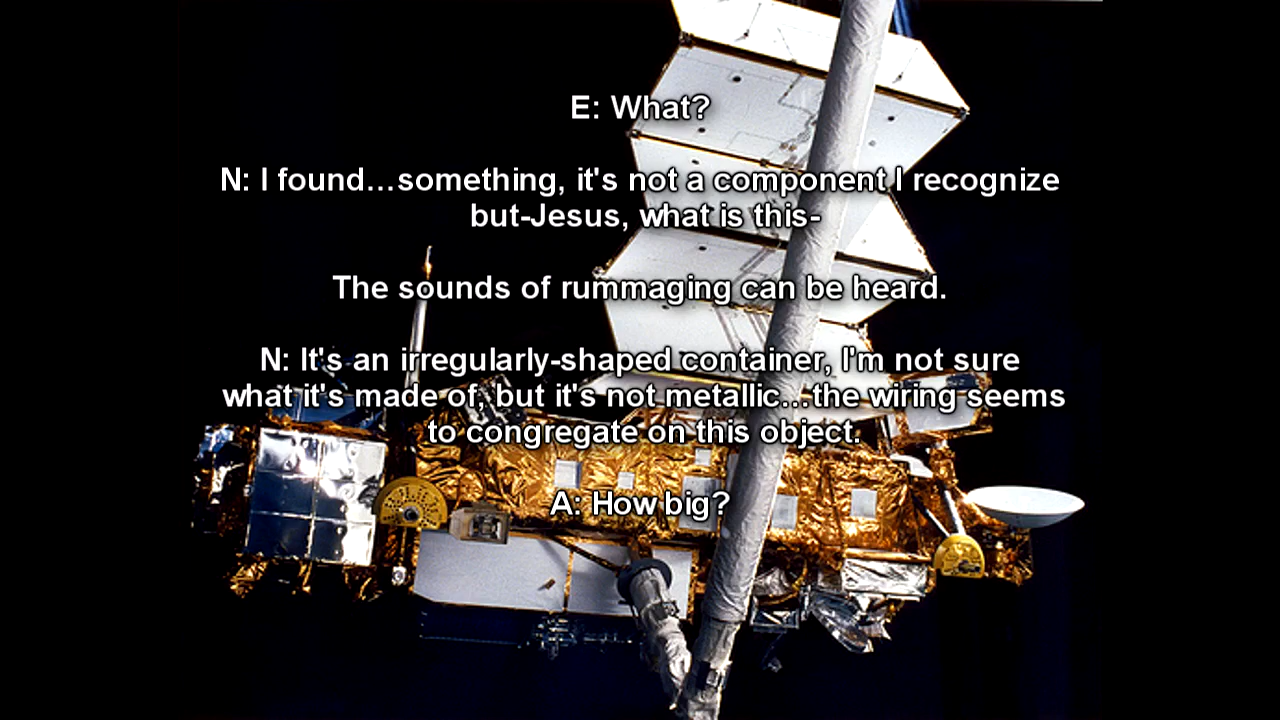 E: What?
N: I found...something, it's not a component I recognize
but-Jesus, what is this-
The sounds of rummaging can be heard.
N: It's an irregularly-shaped container, I'm not sure
what it's made of, but it's not metallic...the wiring seems
to congregate on this object.
A: How big?